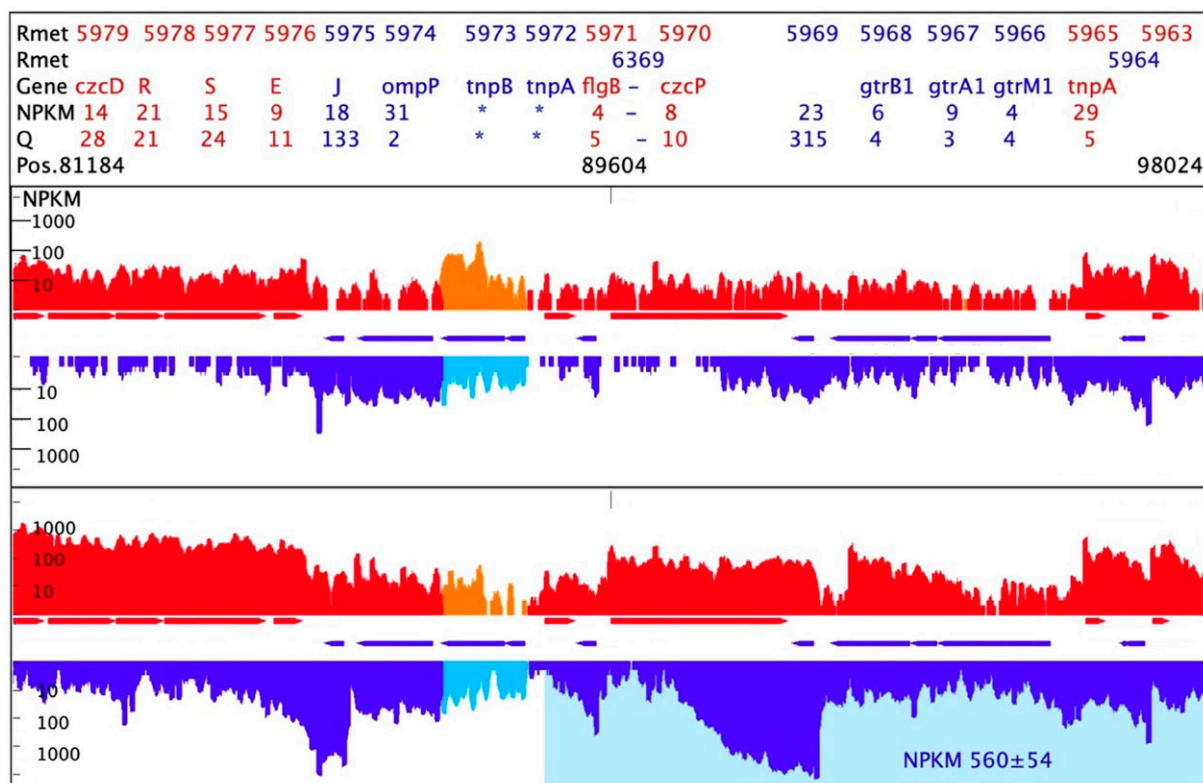 Rmet 5979 5978 5977 5976 5975 5974 5973 5972 5971 5970 5969 5968 5967 5966 5965 5963
Rmet 6369 5964
Gene czcD R S E J ompP tnpB tnpA flgB – czcP gtrB1 gtrA1 gtrM1 tnpA
NPKM 14 21 15 9 18 31 * * 4 – 8 23 6 9 4 29
Q 28 21 24 11 133 2 * * 5 – 10 315 4 3 4 5
Pos.81184 89604 98024
NPKM
1000
100
10
10
100
1000
1000
100
10
10
100
1000
NPKM 560±54